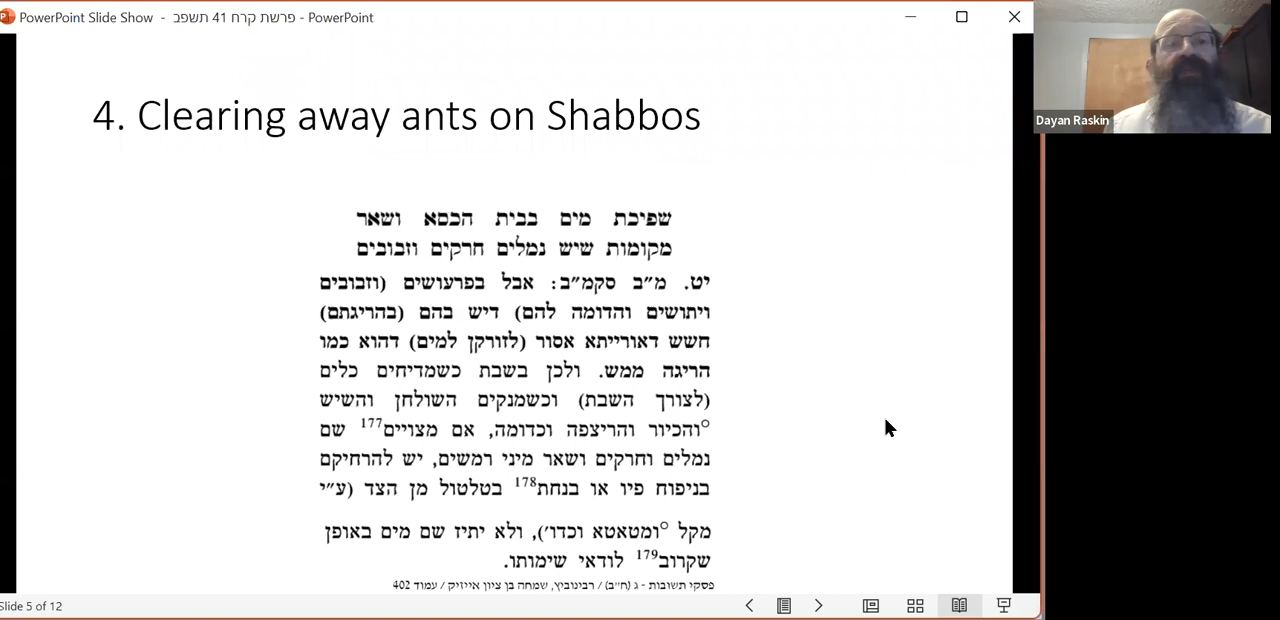 PowerPoint Slide Show - פרשת קרח 41 תשפב - PowerPoint
Dayan Raskin
4. Clearing away ants on Shabbos
שפיכת מים בבית הכסא ושאר
מקומות שיש נמלים חרקים וזבובים
יט. מ״ב סקמ״ב: אבל בפרעושים (וזבובים
ויתושים והדומה להם) דיש בהם (בהריגתם)
חשש דאורייתא אסור (לזורקן למים) דהוא כמו
הריגה ממש. ולכן בשבת כשמדיחים כלים
(לצורך השבת) וכשמנקים השולחן והשיש
°והכיור והריצפה וכדומה, אם מצויים177 שם
נמלים וחרקים ושאר מיני רמשים, יש להרחיקם
בניפוח פיו או בנחת178 בטלטול מן הצד (ע״י
מקל °ומטאטא וכדו׳), ולא יתיז שם מים באופן
שקרוב179 לודאי שימותו.
פסקי תשובות - ג (ח״ב) / רבינוביץ, שמחה בן ציון אייזיק / עמוד 402
Slide 5 of 12